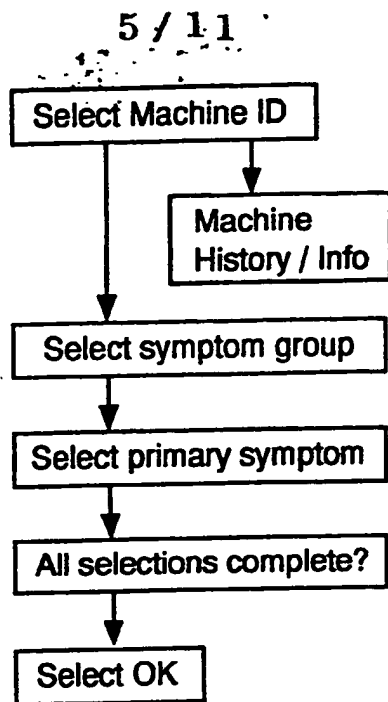 5/11
Select Machine ID
Machine
History / Info
Select symptom group
Select primary symptom
All selections complete?
Select OK